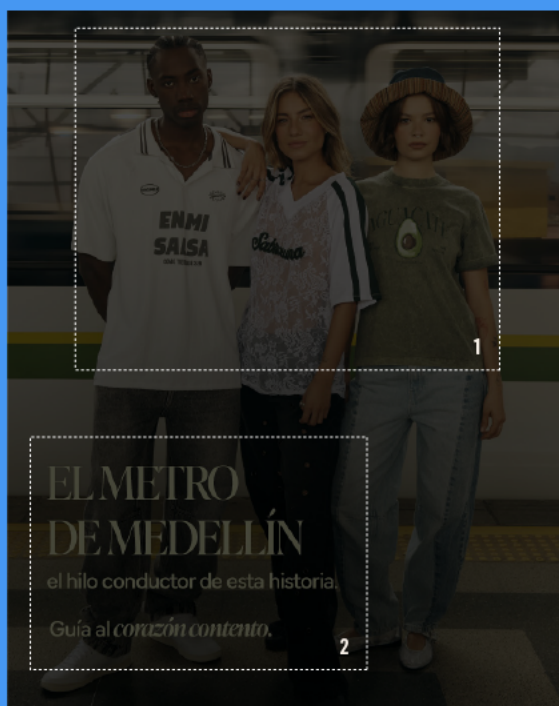 ENMI
SALSA
Sabrosura
AGUACATE
1
EL METRO
DE MEDELLÍN
el hilo conductor de esta historia.
Guía al corazón contento.
2